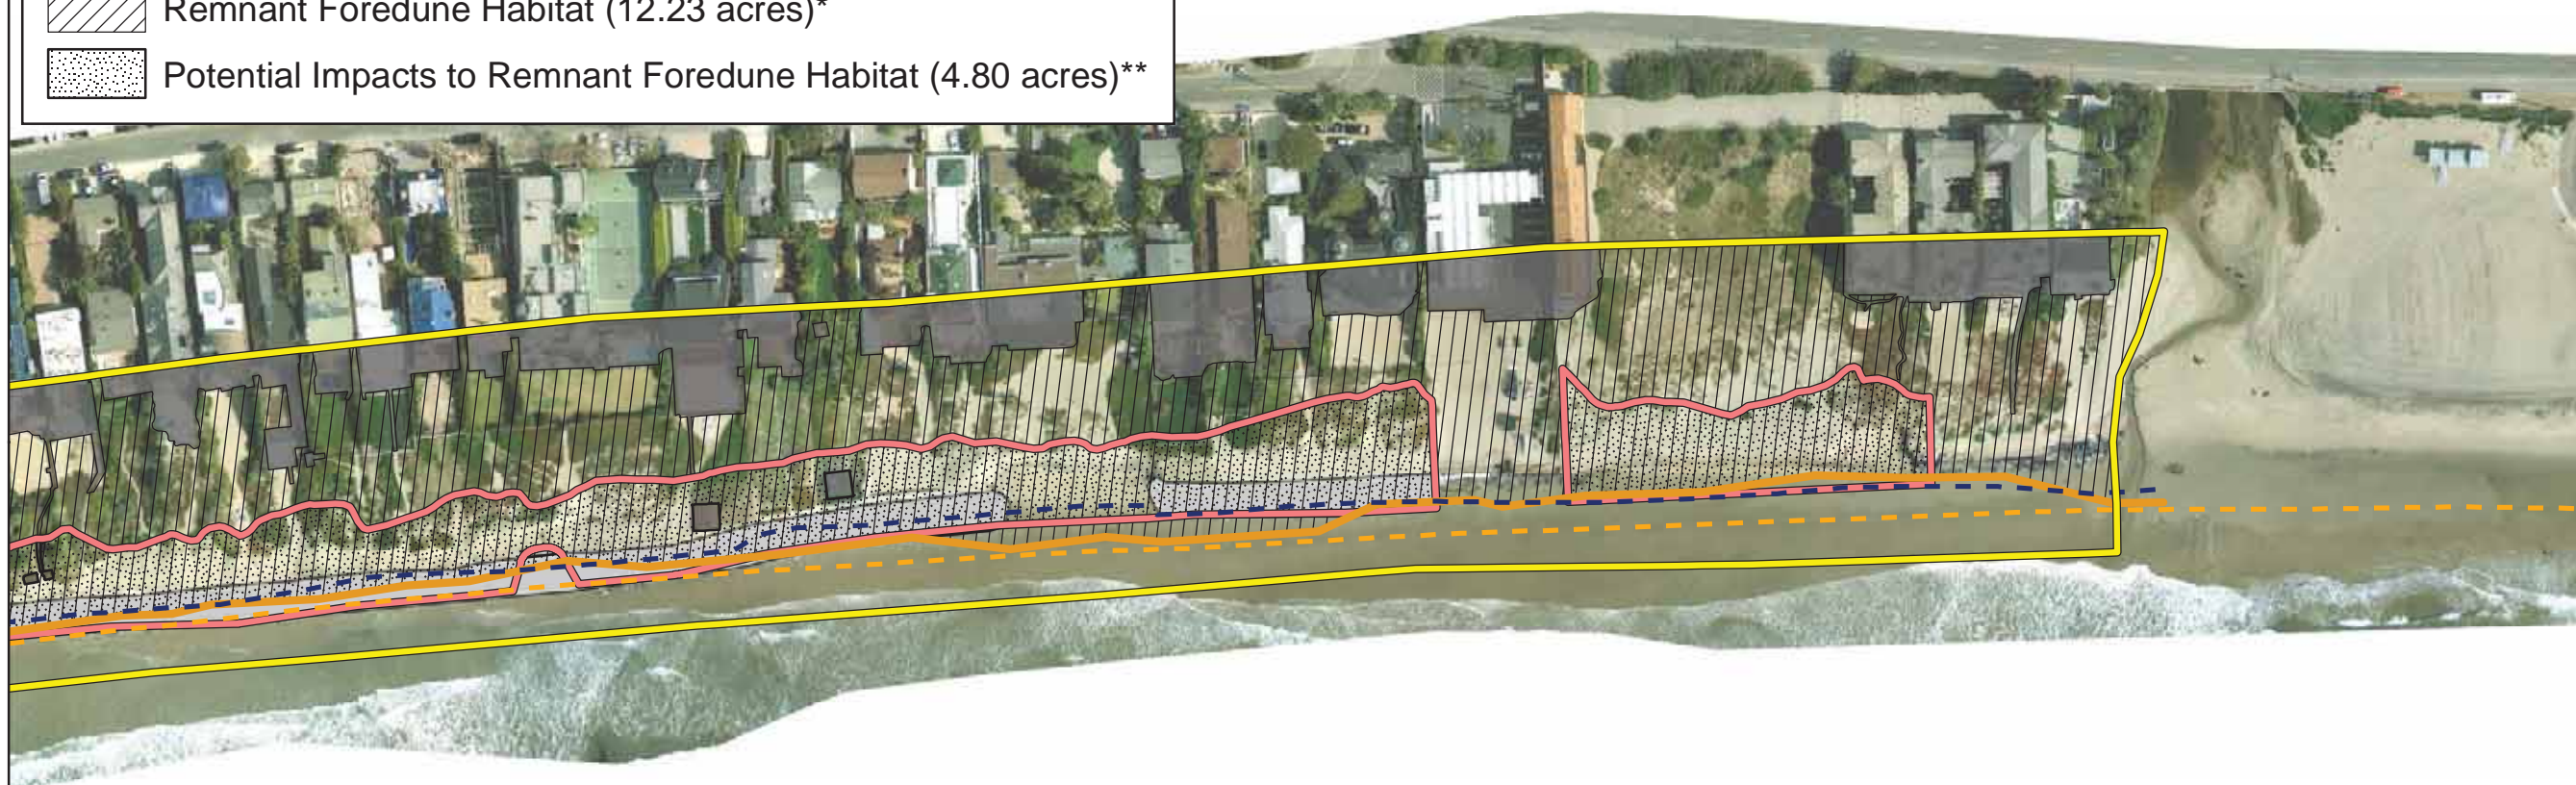 Remnant Foredune Habitat (12.23 acres)*
Potential Impacts to Remnant Foredune Habitat (4.80 acres)**